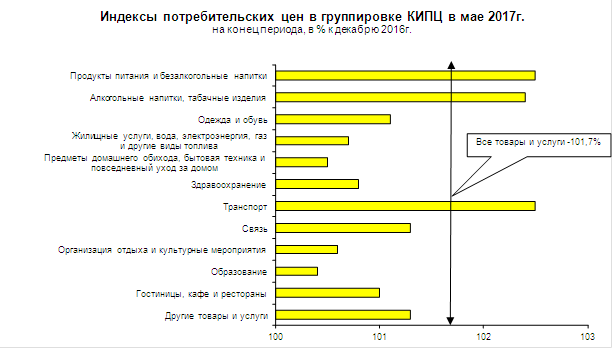 Индексы потребительских цен в группировке КИПЦ в мае 2017г.
на конец периода, в % к декабрю 2016г.
Продукты питания и безалкогольные напитки
Алкогольные напитки, табачные изделия
Одежда и обувь
Жилищные услуги, вода, электроэнергия, газ
и другие виды топлива
Предметы домашнего обихода, бытовая техника и
повседневный уход за домом
Здравоохранение
Транспорт
Связь
Организация отдыха и культурные мероприятия
Образование
Гостиницы, кафе и рестораны
Другие товары и услуги
Все товары и услуги -101,7%
100 101 102 103